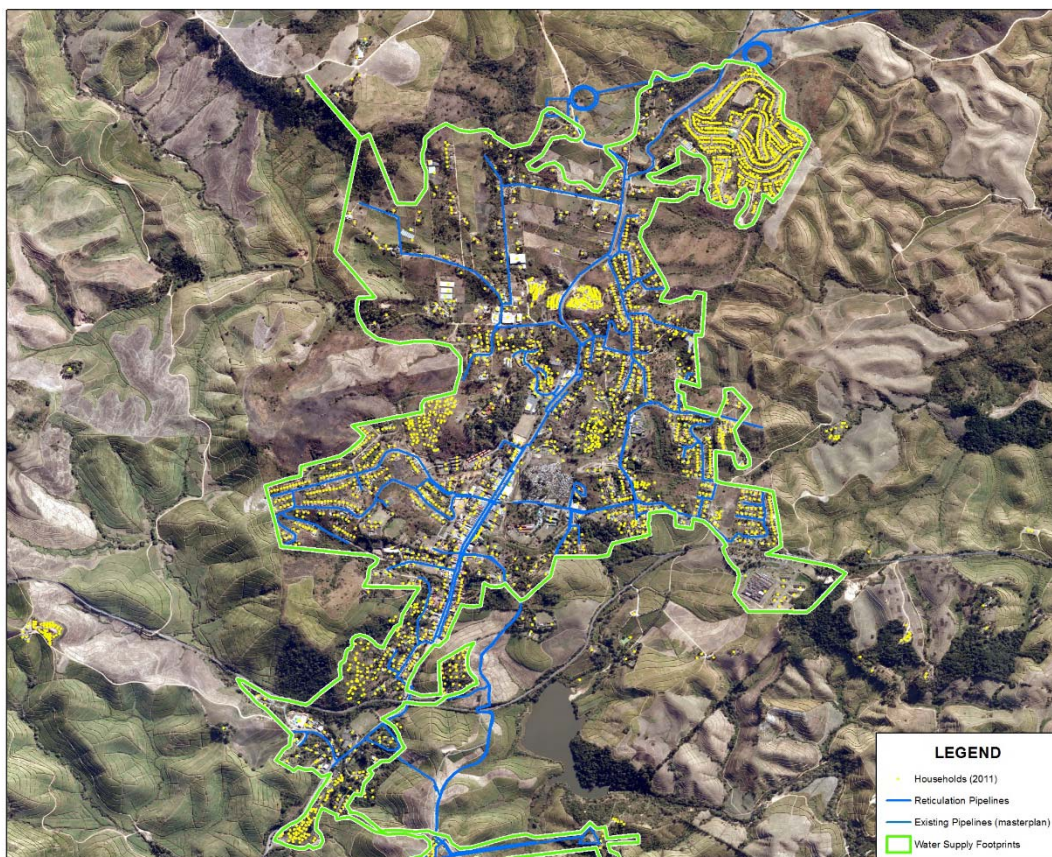 LEGEND
Households (2011)
Reticulation Pipelines
Existing Pipelines (masterplan)
Water Supply Footprints